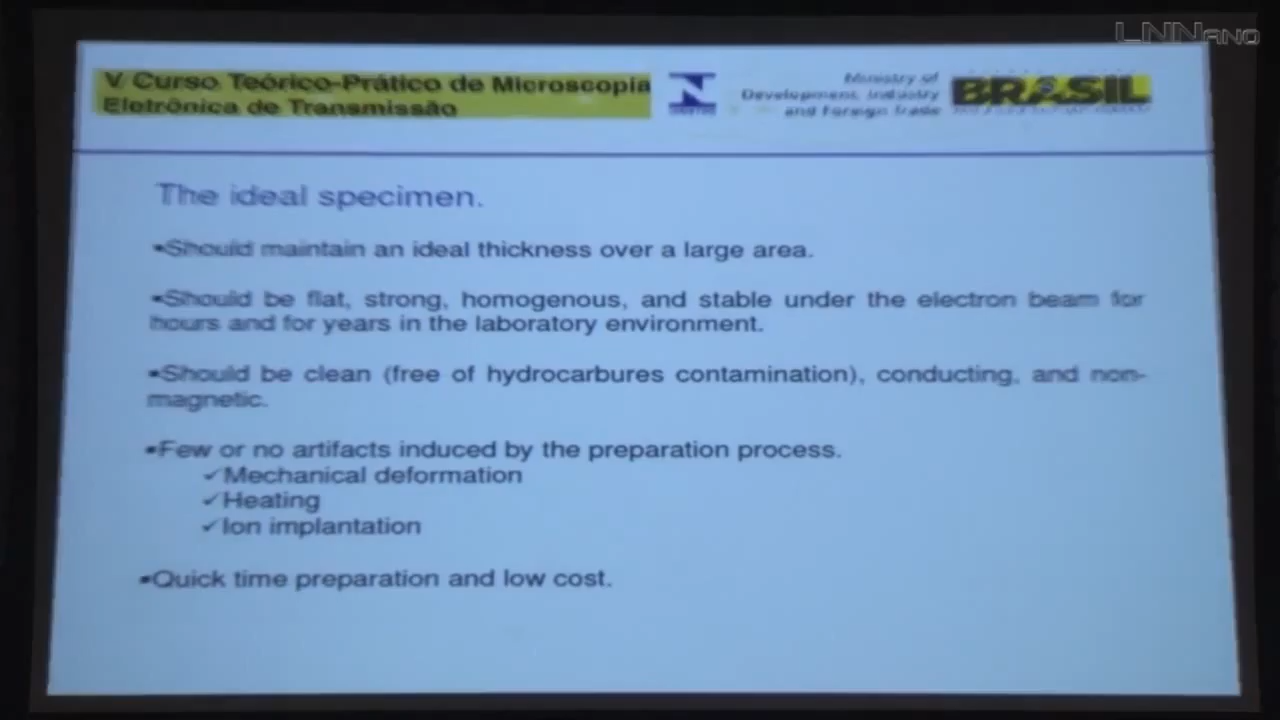 LNNANO
V Curso Teórico-Prático de Microscopia
Eletrônica de Transmissão
Ministry of
Development, Industry
and Foreign Trade
BRASIL
The ideal specimen.
▪Should maintain an ideal thickness over a large area.
▪Should be flat, strong, homogenous, and stable under the electron beam for
hours and for years in the laboratory environment.
▪Should be clean (free of hydrocarbures contamination), conducting, and non-
magnetic.
▪Few or no artifacts induced by the preparation process.
✓Mechanical deformation
✓Heating
✓Ion implantation
▪Quick time preparation and low cost.